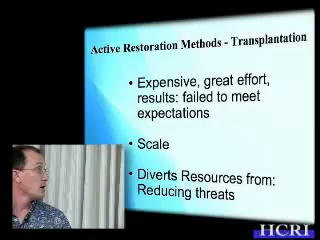 Active Restoration Methods - Transplantation
• Expensive, great effort,
results: failed to meet
expectations
• Scale
• Diverts Resources from:
Reducing threats
HCRI